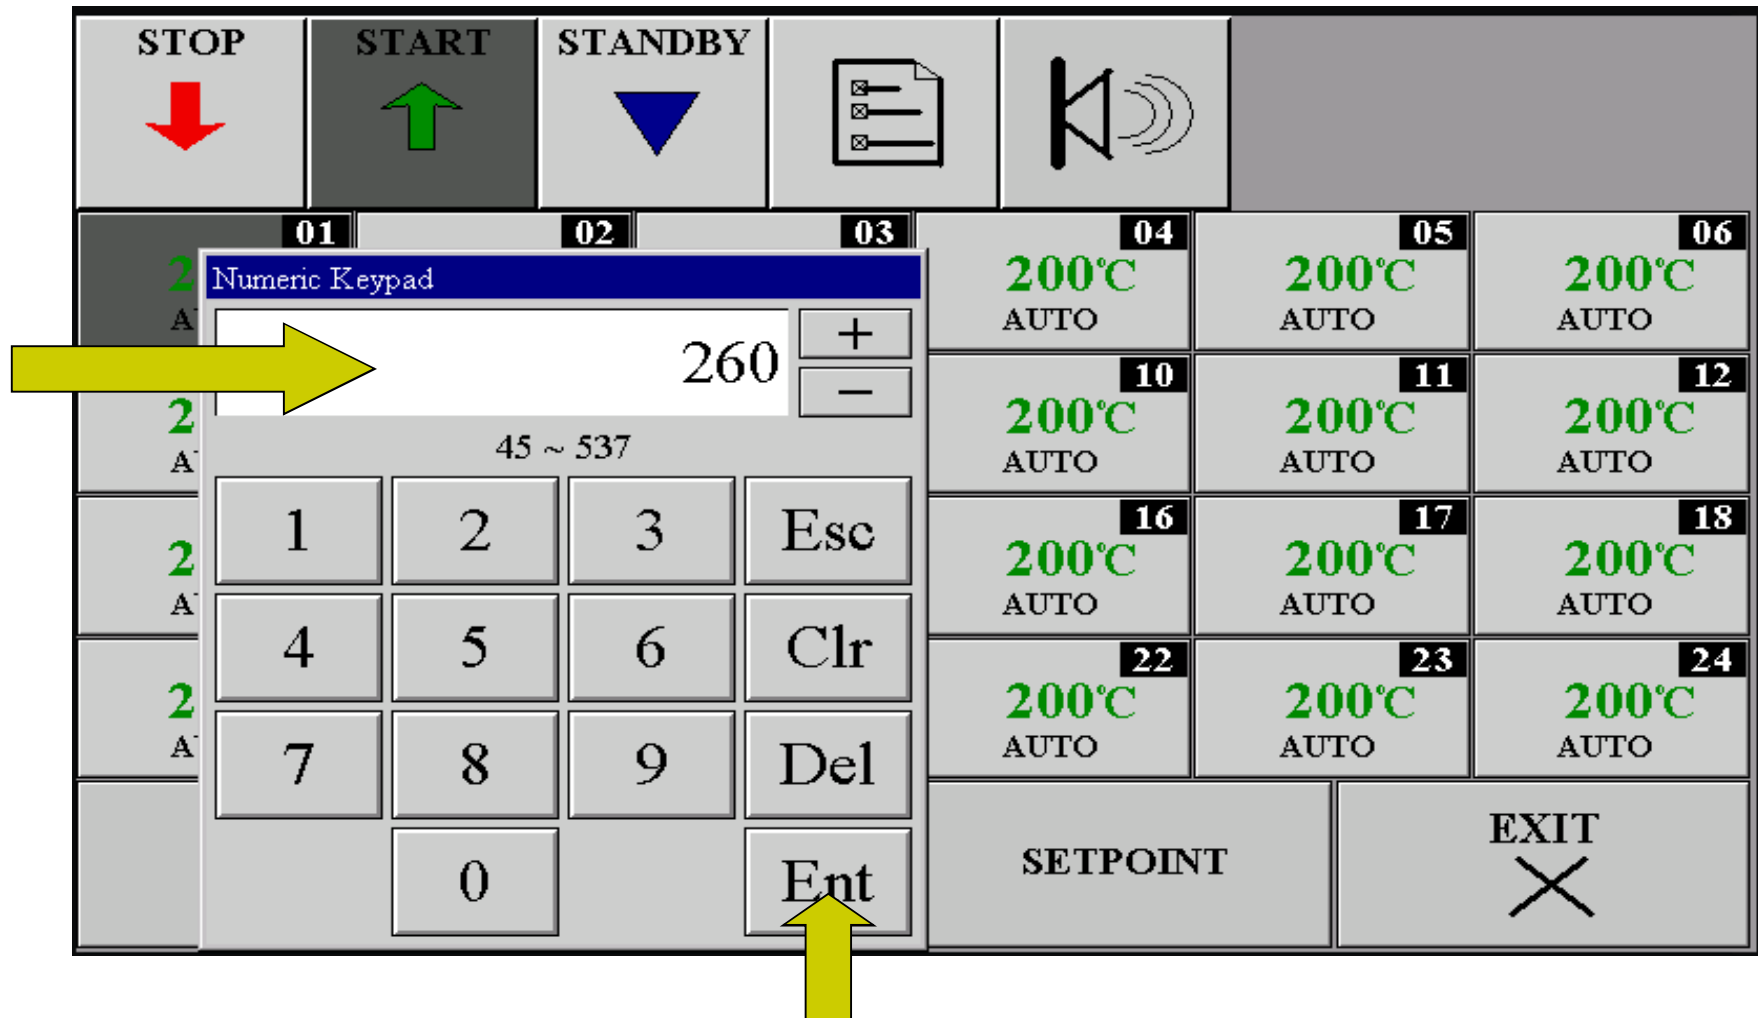 STOP START STANDBY
01 02 03 04 05 06
Numeric Keypad
200℃ 200℃ 200℃
AUTO AUTO AUTO
260 + −
10 11 12
200℃ 200℃ 200℃
AUTO AUTO AUTO
45 ~ 537
1 2 3 Esc
16 17 18
200℃ 200℃ 200℃
AUTO AUTO AUTO
4 5 6 Clr
22 23 24
200℃ 200℃ 200℃
AUTO AUTO AUTO
7 8 9 Del
0 Ent
SETPOINT
EXIT